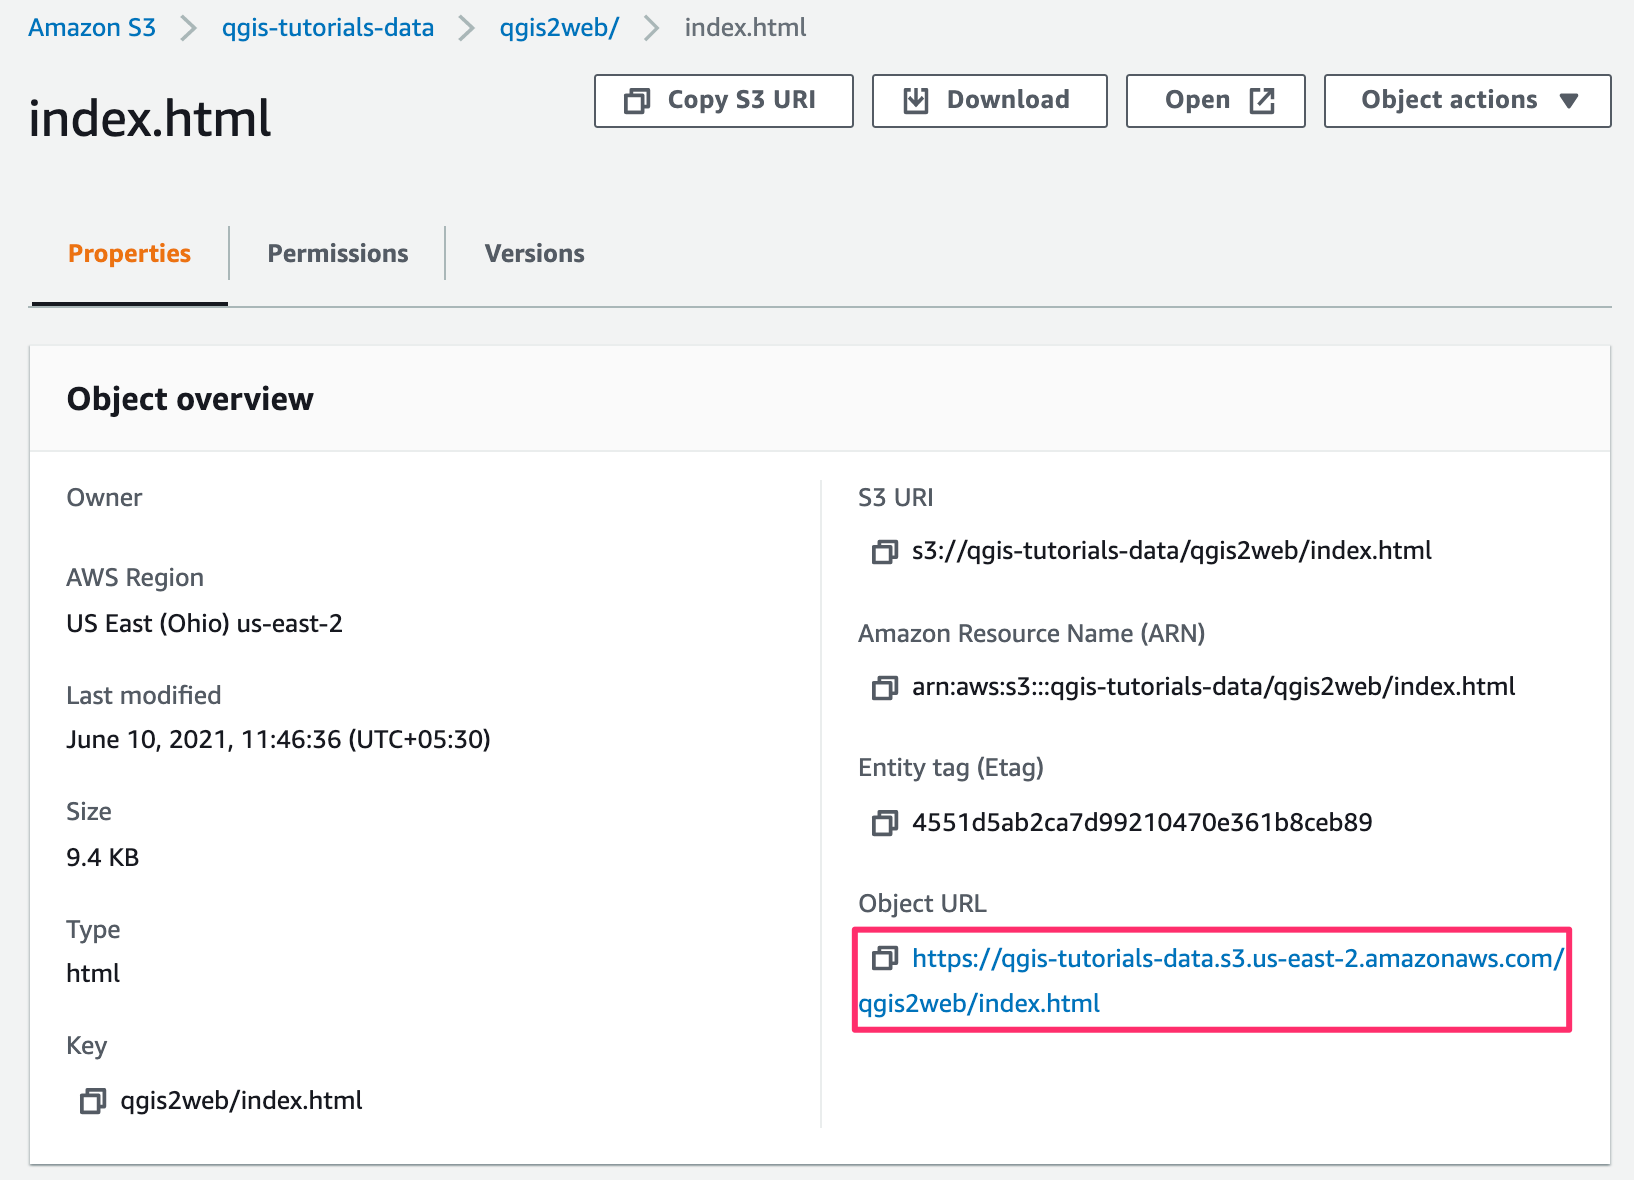 Amazon S3 qgis-tutorials-data qgis2web/ index.html
index.html
Copy S3 URI Download Open Object actions
Properties Permissions Versions
Object overview
Owner
AWS Region
US East (Ohio) us-east-2
Last modified
June 10, 2021, 11:46:36 (UTC+05:30)
Size
9.4 KB
Type
html
Key
qgis2web/index.html
S3 URI
s3://qgis-tutorials-data/qgis2web/index.html
Amazon Resource Name (ARN)
arn:aws:s3:::qgis-tutorials-data/qgis2web/index.html
Entity tag (Etag)
4551d5ab2ca7d99210470e361b8ceb89
Object URL
https://qgis-tutorials-data.s3.us-east-2.amazonaws.com/
qgis2web/index.html